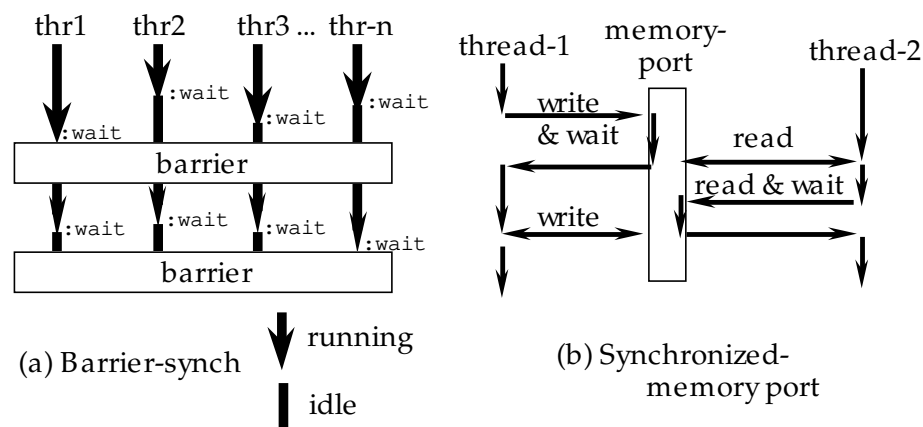 thr1 thr2 thr3 ... thr-n
:wait
:wait
:wait
:wait
barrier
:wait
:wait
:wait
:wait
barrier
running
(a) Barrier-synch
idle
memory-
port
thread-1
thread-2
write
& wait
read
read & wait
write
(b) Synchronized-
memory port